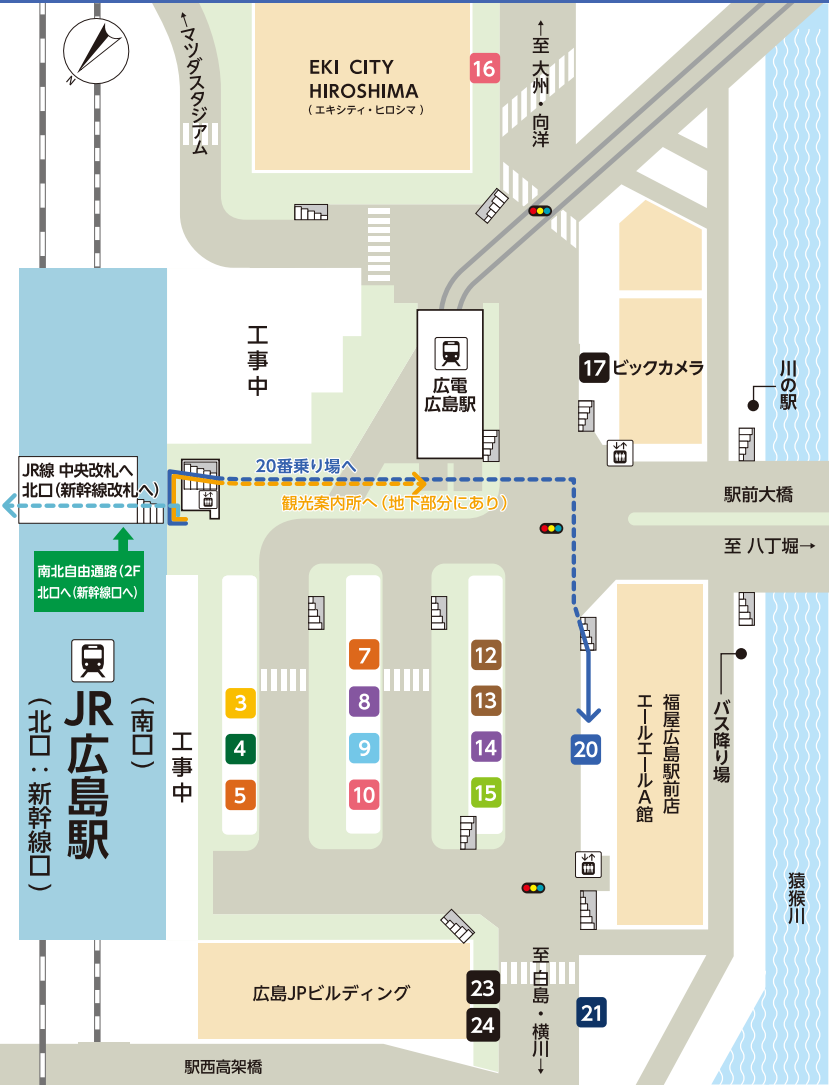 ←マツダスタジアム
N
EKI CITY
HIROSHIMA
(エキシティ・ヒロシマ)
16
←至 大州・向洋
工事中
広電
広島駅
17 ビックカメラ
川の駅
JR線 中央改札へ
北口(新幹線改札へ)
20番乗り場へ
観光案内所へ(地下部分にあり)
駅前大橋
至 八丁堀→
南北自由通路(2F
北口へ(新幹線口へ)
JR広島駅
(南口)
(北口:新幹線口)
工事中
3
4
5
7
8
9
10
12
13
14
15
20
福屋広島駅前店
エールエールA館
バス降り場
猿猴川
広島JPビルディング
23
24
至 白島・横川→
21
駅西高架橋